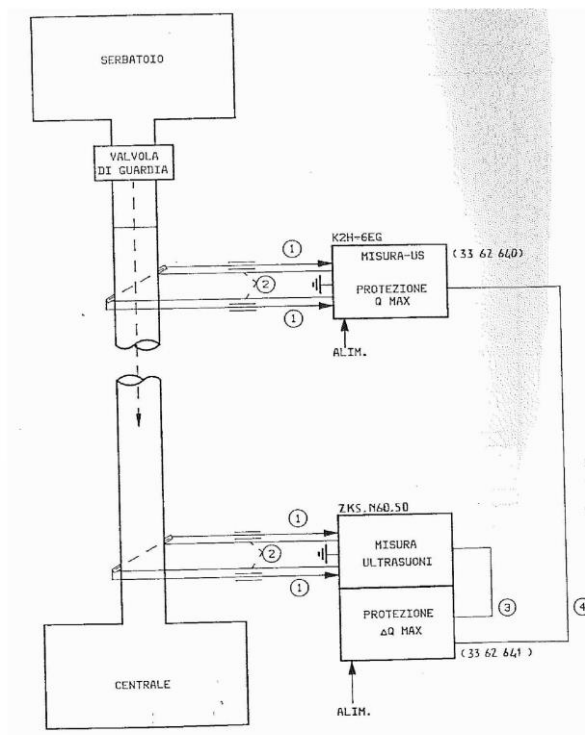 SERBATOIO
VALVOLA
DI GUARDIA
K2H-6EG
MISURA-US
(33 62 640)
PROTEZIONE
Q MAX
1
2
1
ALIM.
ZKS.N60.50
MISURA
ULTRASUONI
1
2
1
PROTEZIONE
ΔQ MAX
3
4
(33 62 641)
CENTRALE
ALIM.